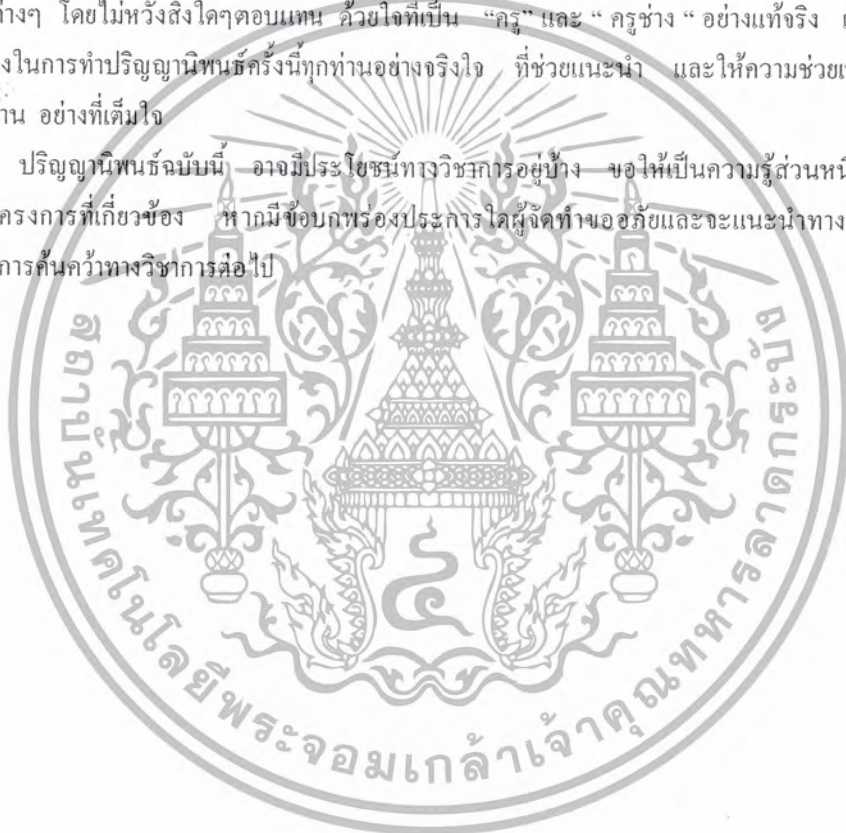 างๆ โดยไม่หวังสิ่งใดๆตอบแทน ด้วยใจที่เป็น “ครู” และ “ ครูช่าง “ อย่างแท้จริง
งในการทำปริญญานิพนธ์ครั้งนี้ทุกท่านอย่างจริงใจ ที่ช่วยแนะนำ และให้ความช่วยเ
าน อย่างที่เต็มใจ
ปริญญานิพนธ์ฉบับนี้ อาจมีประโยชน์ทางวิชาการอยู่บ้าง ขอให้เป็นความรู้ส่วนหนึ
ครงการที่เกี่ยวข้อง หากมีข้อบกพร่องประการใดผู้จัดทำขออภัยและจะแนะนำทาง
การค้นคว้าทางวิชาการต่อไป
สถาบันเทคโนโลยีพระจอมเกล้าเจ้าคุณทหารลาดกระบัง
๔